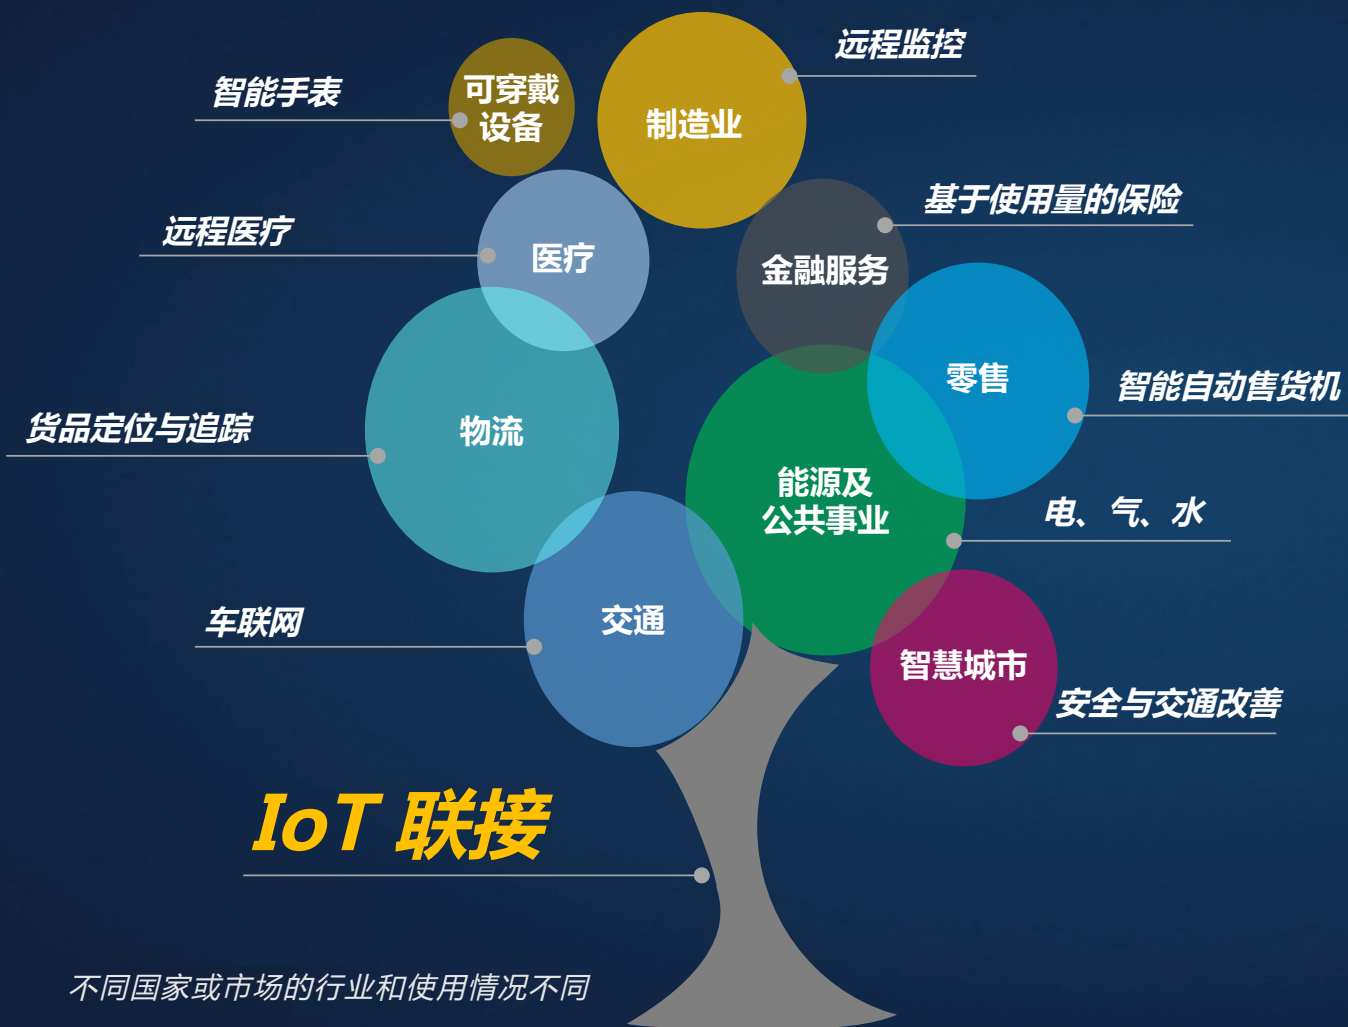 远程监控
智能手表
可穿戴
设备
制造业
基于使用量的保险
远程医疗
医疗
金融服务
零售
智能自动售货机
货品定位与追踪
物流
能源及
公共事业
电、气、水
车联网
交通
智慧城市
安全与交通改善
IoT 联接
不同国家或市场的行业和使用情况不同